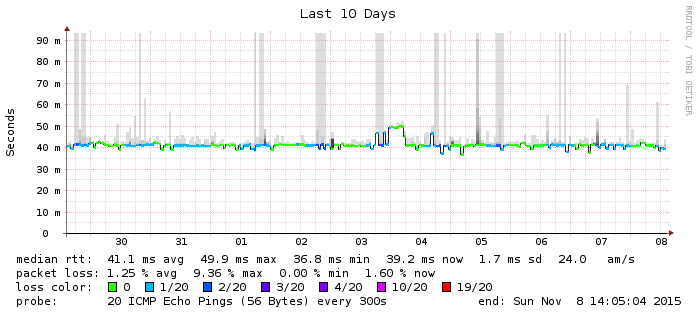 Last 10 Days
RRDTOOL / TOBI OETIKER
Seconds
90 m
80 m
70 m
60 m
50 m
40 m
30 m
20 m
10 m
0
30 31 01 02 03 04 05 06 07 08
median rtt: 41.1 ms avg 49.9 ms max 36.8 ms min 39.2 ms now 1.7 ms sd 24.0 am/s
packet loss: 1.25 % avg 9.36 % max 0.00 % min 1.60 % now
loss color: 0 1/20 2/20 3/20 4/20 10/20 19/20
probe: 20 ICMP Echo Pings (56 Bytes) every 300s end: Sun Nov 8 14:05:04 2015